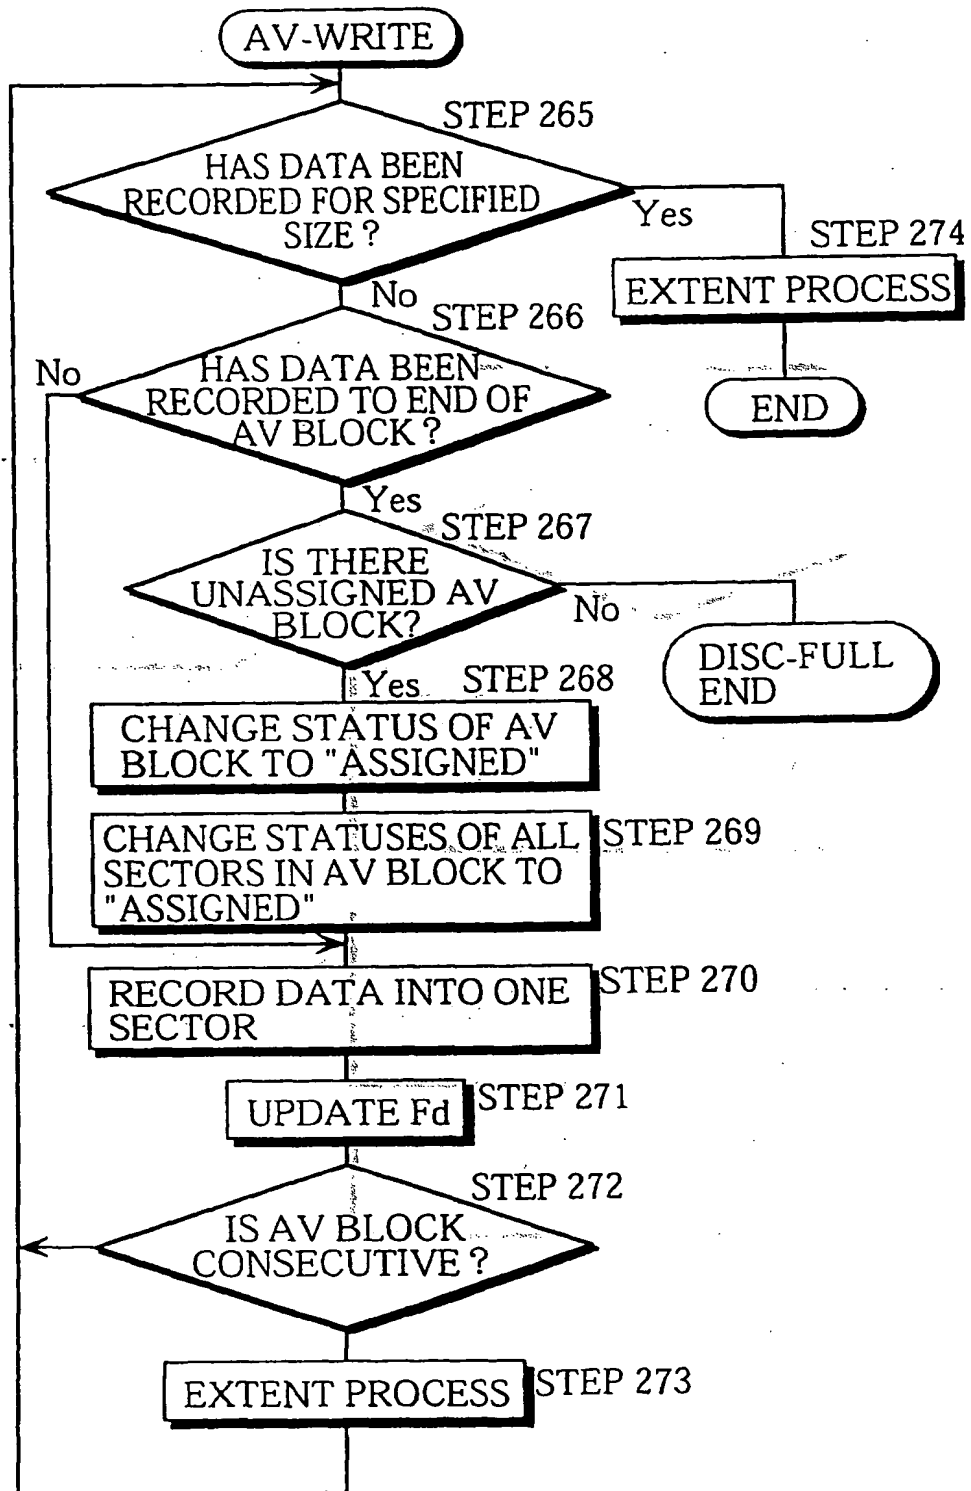 AV-WRITE
STEP 265
HAS DATA BEEN
RECORDED FOR SPECIFIED
SIZE ?
Yes
STEP 274
EXTENT PROCESS
END
No
STEP 266
No
HAS DATA BEEN
RECORDED TO END OF
AV BLOCK ?
Yes
STEP 267
IS THERE
UNASSIGNED AV
BLOCK?
No
DISC-FULL
END
Yes
STEP 268
CHANGE STATUS OF AV
BLOCK TO "ASSIGNED"
CHANGE STATUSES OF ALL
SECTORS IN AV BLOCK TO
"ASSIGNED"
STEP 269
RECORD DATA INTO ONE
SECTOR
STEP 270
UPDATE Fd
STEP 271
STEP 272
IS AV BLOCK
CONSECUTIVE ?
EXTENT PROCESS
STEP 273